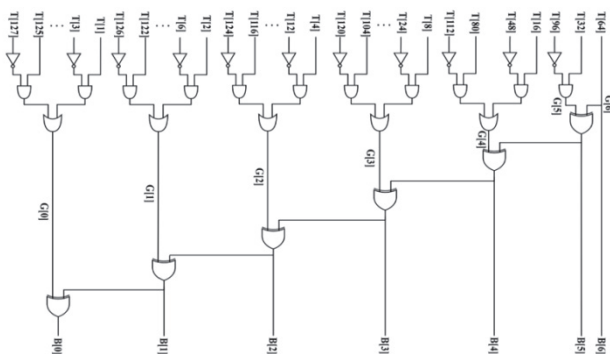 T[127]
T[125]
...
T[3]
T[1]
T[126]
T[122]
...
T[6]
T[2]
T[124]
T[116]
...
T[12]
T[4]
T[120]
T[104]
...
T[24]
T[8]
T[112]
T[80]
T[48]
T[16]
T[96]
T[32]
T[64]
G[0]
G[1]
G[2]
G[3]
G[4]
G[5]
G[6]
B[0]
B[1]
B[2]
B[3]
B[4]
B[5]
B[6]